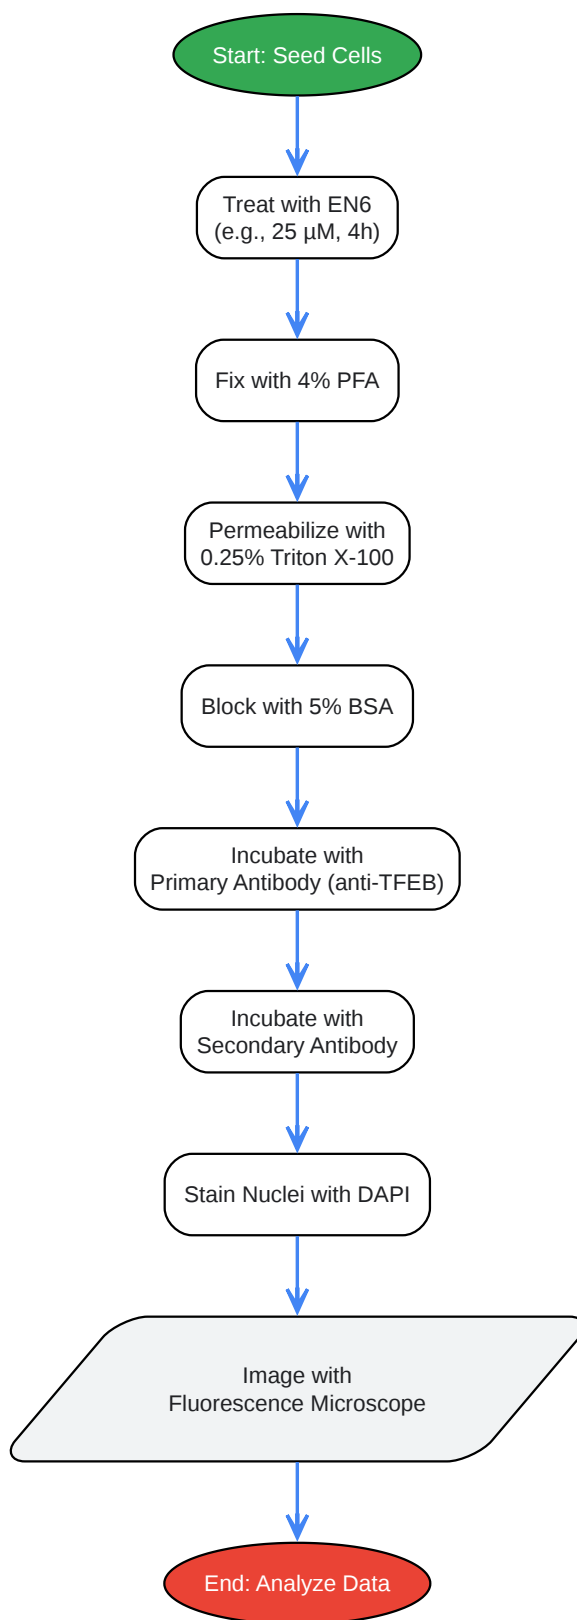 Start: Seed Cells
Treat with EN6
(e.g., 25 µM, 4h)
Fix with 4% PFA
Permeabilize with
0.25% Triton X-100
Block with 5% BSA
Incubate with
Primary Antibody (anti-TFEB)
Incubate with
Secondary Antibody
Stain Nuclei with DAPI
Image with
Fluorescence Microscope
End: Analyze Data